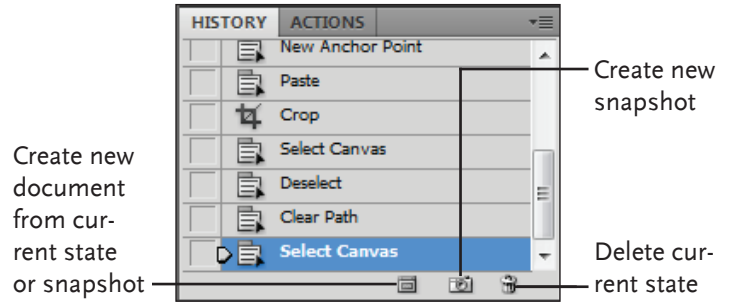 HISTORY ACTIONS
New Anchor Point
Paste
Crop
Select Canvas
Deselect
Clear Path
Select Canvas
Create new
snapshot
Create new
document
from cur-
rent state
or snapshot
Delete cur-
rent state